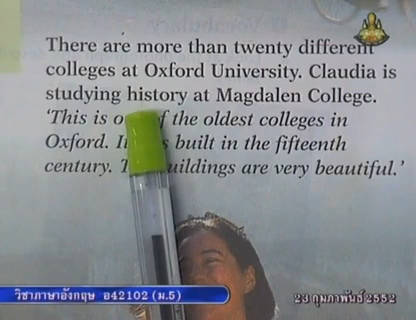 There are more than twenty different
colleges at Oxford University. Claudia is
studying history at Magdalen College.
'This is of the oldest colleges in
Oxford. built in the fifteenth
century. buildings are very beautiful.'
วิชาภาษาอังกฤษ อ42102 (ม.5)
23 กุมภาพันธ์ 2552